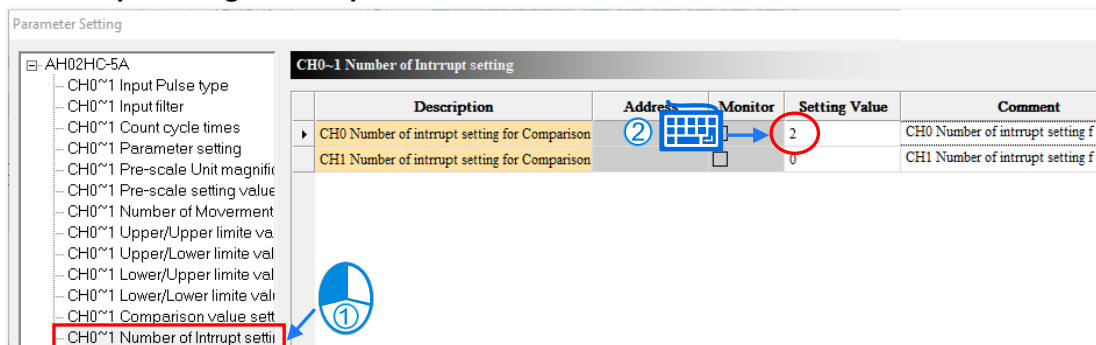 Parameter Setting
AH02HC-5A
CH0~1 Input Pulse type
CH0~1 Input filter
CH0~1 Count cycle times
CH0~1 Parameter setting
CH0~1 Pre-scale Unit magnific
CH0~1 Pre-scale setting value
CH0~1 Number of Moverment
CH0~1 Upper/Upper limite va
CH0~1 Upper/Lower limite val
CH0~1 Lower/Upper limite val
CH0~1 Lower/Lower limite valu
CH0~1 Comparison value sett
CH0~1 Number of Intrrupt settin
①
CH0~1 Number of Intrrupt setting
Description Address Monitor Setting Value Comment
CH0 Number of intrrupt setting for Comparison ② 2 CH0 Number of intrrupt setting f
CH1 Number of intrrupt setting for Comparison 0 CH1 Number of intrrupt setting f